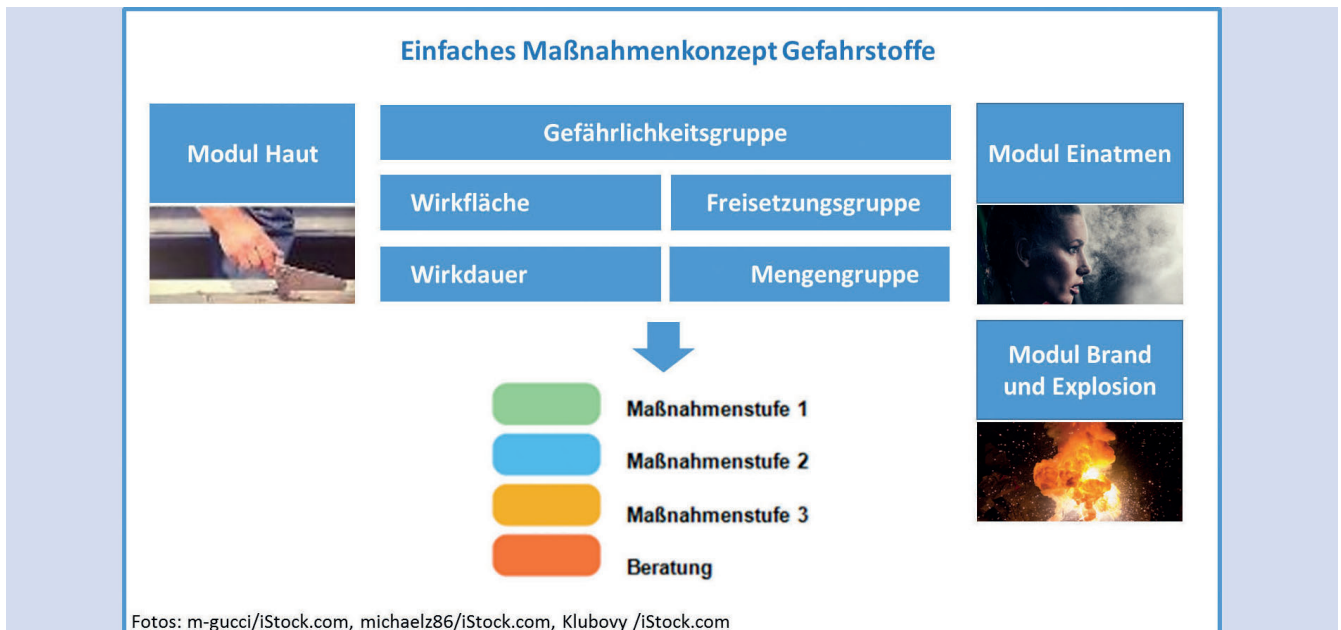 Einfaches Maßnahmenkonzept Gefahrstoffe
Modul Haut
Gefährlichkeitsgruppe
Wirkfläche
Freisetzungsgruppe
Wirkdauer
Mengengruppe
Modul Einatmen
Modul Brand
und Explosion
Maßnahmenstufe 1
Maßnahmenstufe 2
Maßnahmenstufe 3
Beratung
Fotos: m-gucci/iStock.com, michaelz86/iStock.com, Klubovy /iStock.com